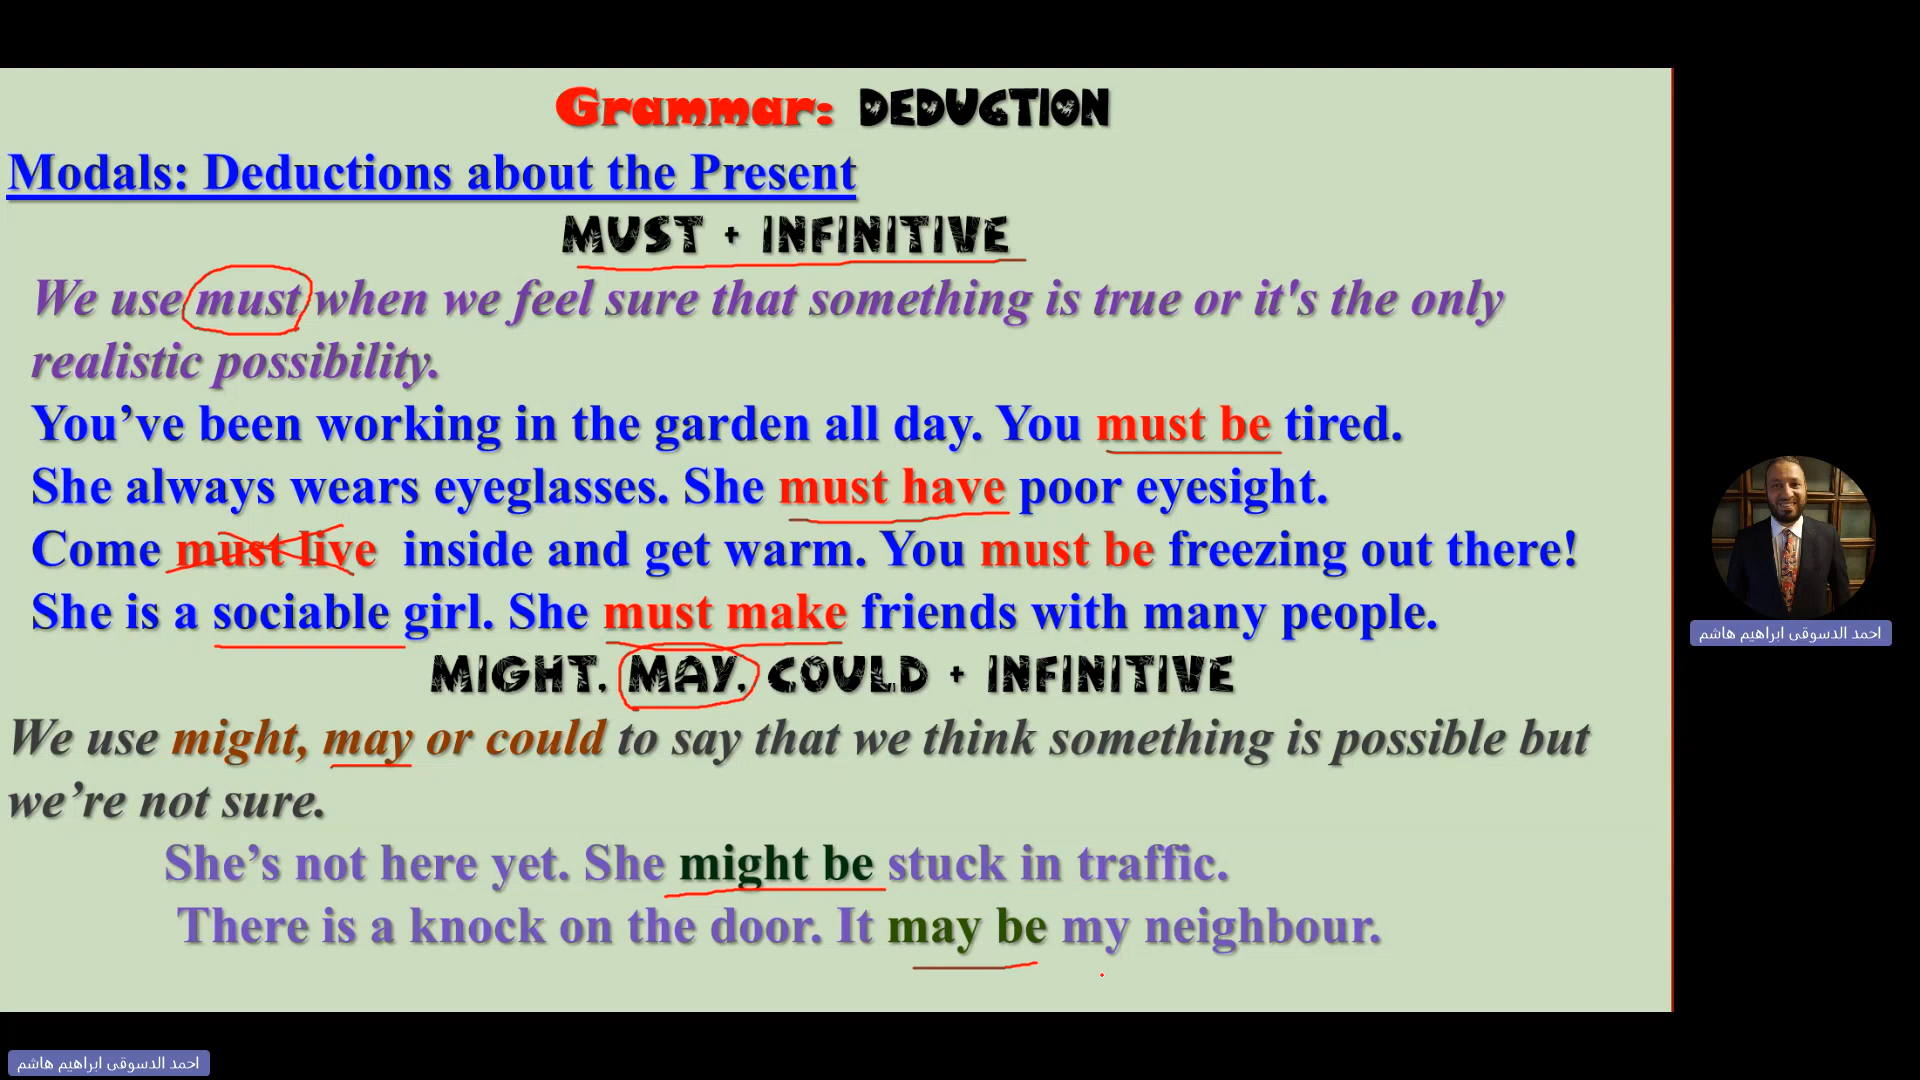 Grammar: DEDUCTION
Modals: Deductions about the Present
MUST + INFINITIVE
We use must when we feel sure that something is true or it's the only
realistic possibility.
You’ve been working in the garden all day. You must be tired.
She always wears eyeglasses. She must have poor eyesight.
Come must live inside and get warm. You must be freezing out there!
She is a sociable girl. She must make friends with many people.
MIGHT, MAY, COULD + INFINITIVE
We use might, may or could to say that we think something is possible but
we’re not sure.
She’s not here yet. She might be stuck in traffic.
There is a knock on the door. It may be my neighbour.
احمد الدسوقى ابراهيم هاشم
احمد الدسوقى ابراهيم هاشم